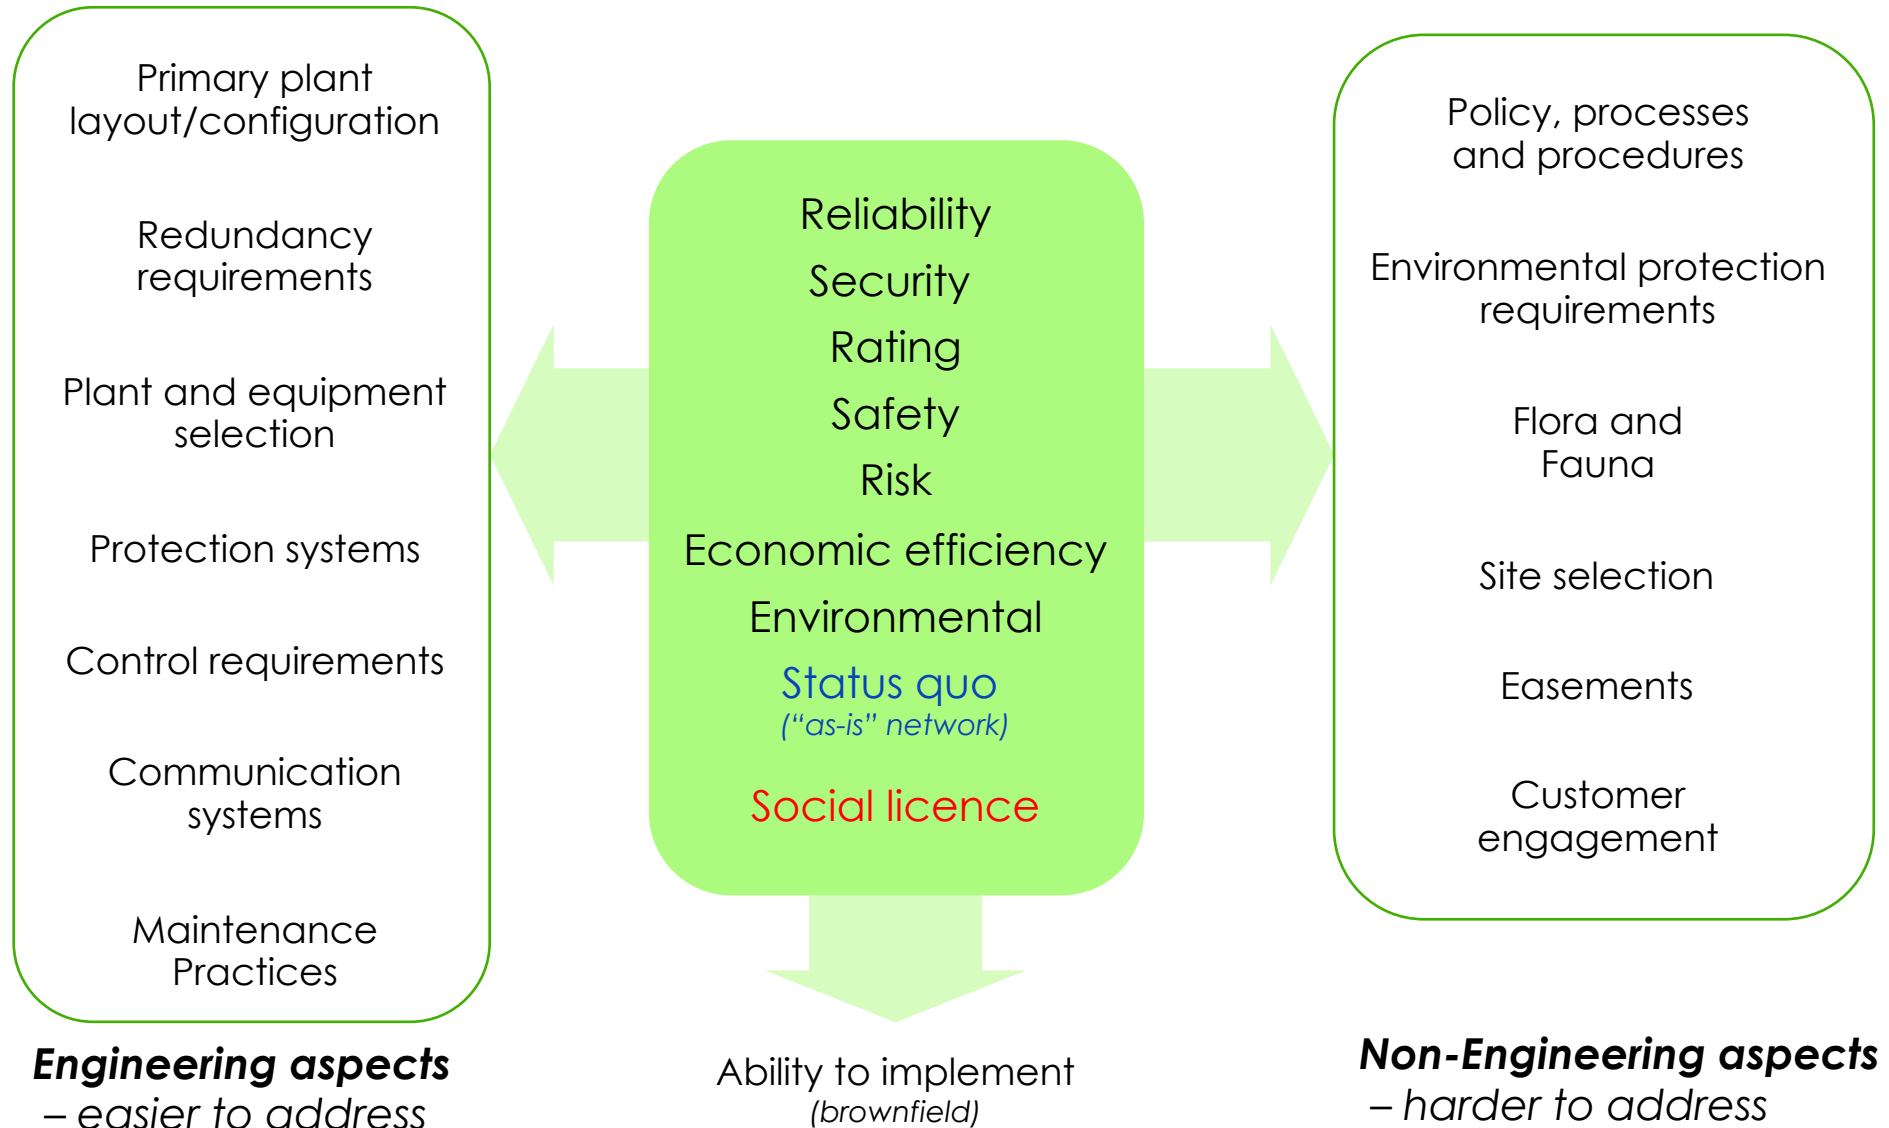 Primary plant
layout/configuration
Redundancy
requirements
Plant and equipment
selection
Protection systems
Control requirements
Communication
systems
Maintenance
Practices
Engineering aspects
– easier to address
Reliability
Security
Rating
Safety
Risk
Economic efficiency
Environmental
Status quo
(“as-is” network)
Social licence
Ability to implement
(brownfield)
Policy, processes
and procedures
Environmental protection
requirements
Flora and
Fauna
Site selection
Easements
Customer
engagement
Non-Engineering aspects
– harder to address